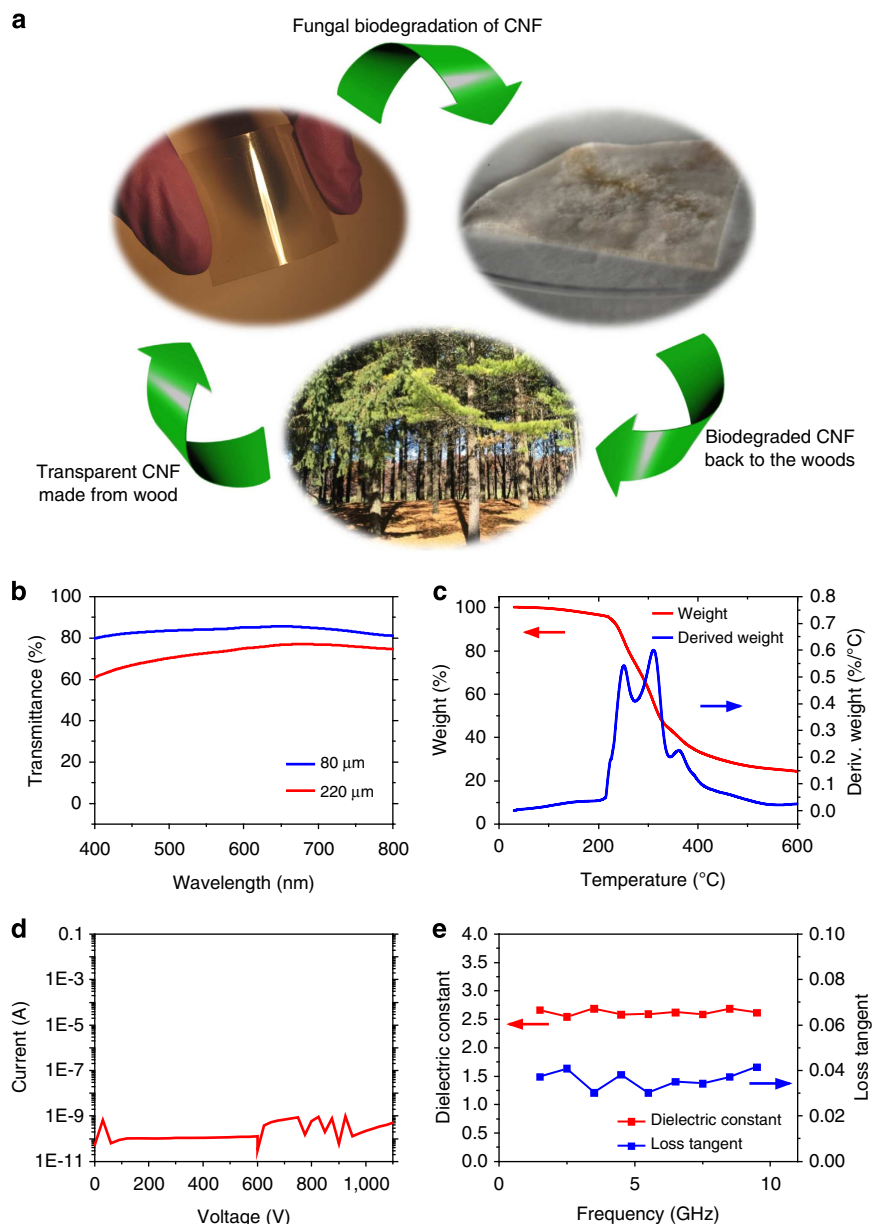 a
Fungal biodegradation of CNF
Transparent CNF
made from wood
Biodegraded CNF
back to the woods
b
100
80
60
40
20
0
Transmittance (%)
80 μm
220 μm
400
500
600
700
800
Wavelength (nm)
c
100
80
60
40
20
0
Weight (%)
Weight
Derived weight
0.8
0.7
0.6
0.5
0.4
0.3
0.2
0.1
0.0
Deriv. weight (%/°C)
0
200
400
600
Temperature (°C)
d
0.1
1E-3
1E-5
1E-7
1E-9
1E-11
Current (A)
0
200
400
600
800
1,000
Voltage (V)
e
4.0
3.5
3.0
2.5
2.0
1.5
1.0
0.5
0.0
Dielectric constant
Dielectric constant
Loss tangent
0.10
0.08
0.06
0.04
0.02
0.00
Loss tangent
0
5
10
Frequency (GHz)